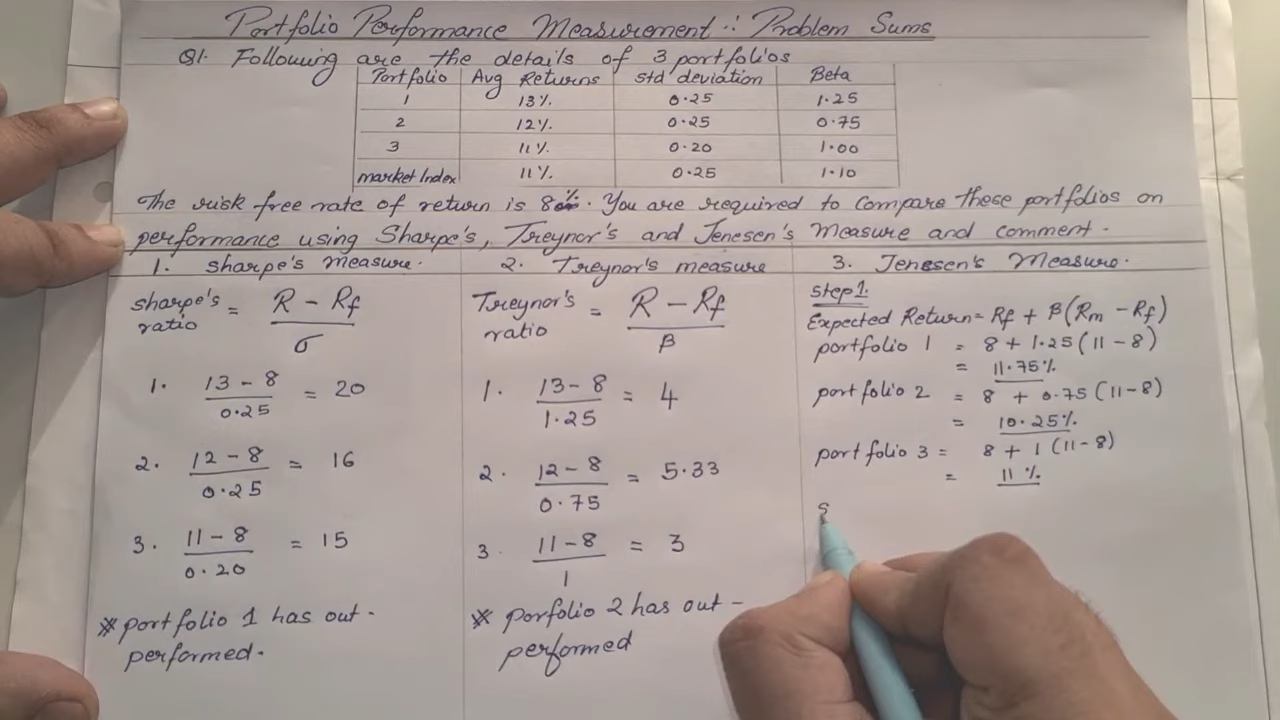 Portfolio Performance Measurement :: Problem Sums
Q1. Following are the details of 3 portfolios
Portfolio Avg Returns Std deviation Beta
1 13% 0.25 1.25
2 12% 0.25 0.75
3 11% 0.20 1.00
market Index 11% 0.25 1.10
The risk free rate of return is 8%. You are required to compare these portfolios on
performance using Sharpe's, Treynor's and Jenesen's Measure and comment.
1. Sharpe's Measure.
sharpe's ratio = R - Rf / σ
1. 13 - 8 / 0.25 = 20
2. 12 - 8 / 0.25 = 16
3. 11 - 8 / 0.20 = 15
* portfolio 1 has out-
performed.
2. Treynor's measure
Treynor's ratio = R - Rf / β
1. 13 - 8 / 1.25 = 4
2. 12 - 8 / 0.75 = 5.33
3. 11 - 8 / 1 = 3
* Porfolio 2 has out-
performed
3. Jenesen's Measure.
Step 1:
Expected Return = Rf + β(Rm - Rf)
portfolio 1 = 8 + 1.25 (11 - 8)
= 11.75%
portfolio 2 = 8 + 0.75 (11 - 8)
= 10.25%
portfolio 3 = 8 + 1 (11 - 8)
= 11%
S